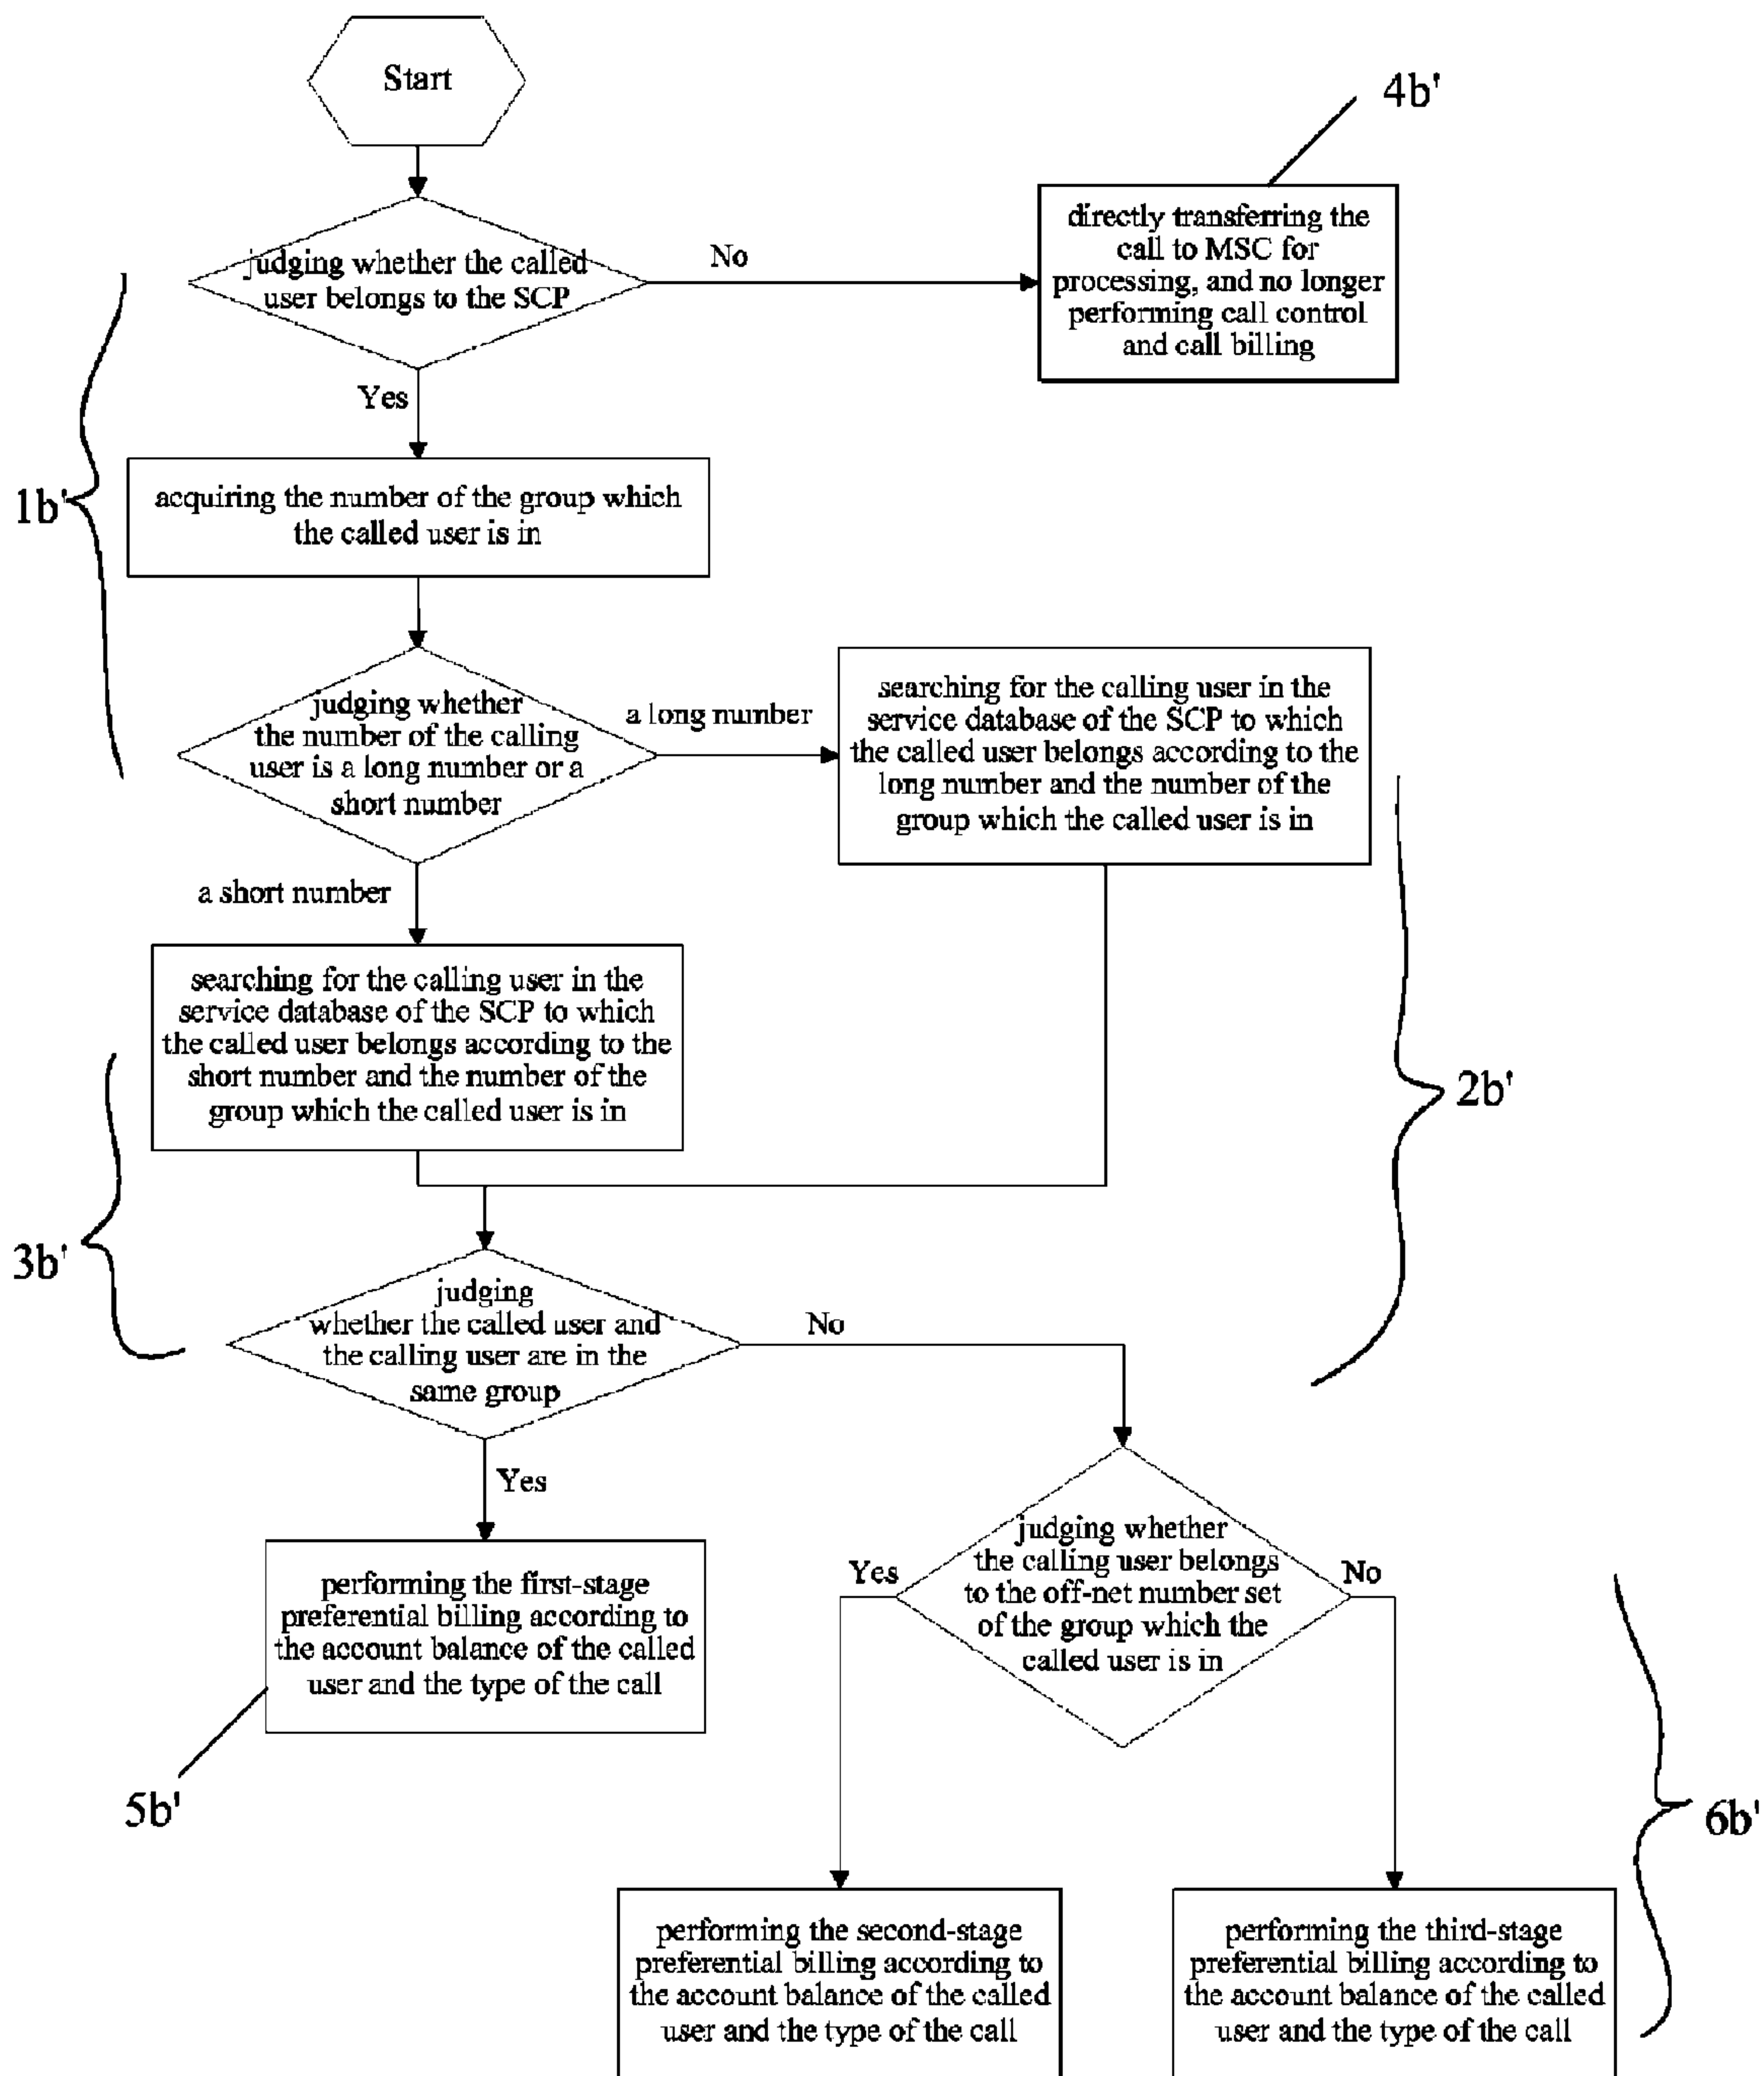 Start
4b'
judging whether the called
user belongs to the SCP
No
directly transferring the
call to MSC for
processing, and no longer
performing call control
and call billing
Yes
1b'
acquiring the number of the group which
the called user is in
judging whether
the number of the calling
user is a long number or a
short number
a long number
searching for the calling user in the
service database of the SCP to which
the called user belongs according to the
long number and the number of the
group which the called user is in
a short number
searching for the calling user in the
service database of the SCP to which
the called user belongs according to the
short number and the number of the
group which the called user is in
2b'
3b'
judging
whether the called user and
the calling user are in the
same group
No
Yes
performing the first-stage
preferential billing according to
the account balance of the called
user and the type of the call
5b'
judging whether
the calling user belongs
to the off-net number set
of the group which the
called user is in
Yes
No
6b'
performing the second-stage
preferential billing according to
the account balance of the called
user and the type of the call
performing the third-stage
preferential billing according to
the account balance of the called
user and the type of the call